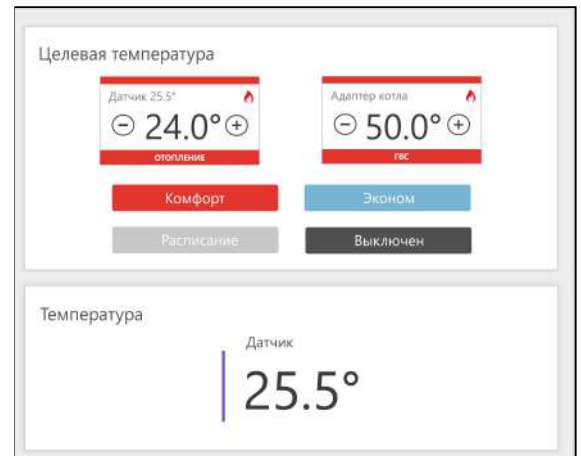 Целевая температура
Датчик 25.5°
24.0°
ОТОПЛЕНИЕ
Адаптер котла
50.0°
ГВС
Комфорт
Эконом
Расписание
Выключен
Температура
Датчик
25.5°